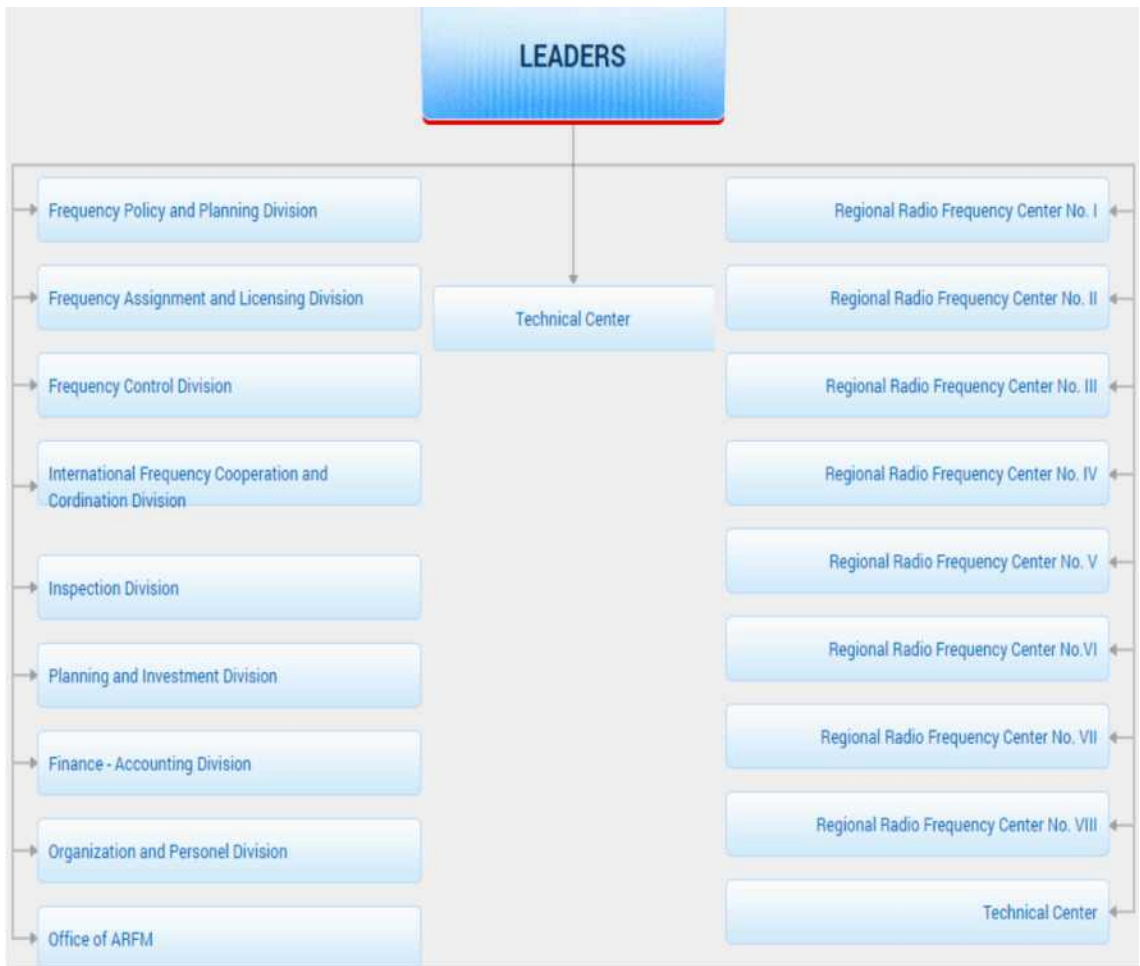 LEADERS
Frequency Policy and Planning Division
Frequency Assignment and Licensing Division
Frequency Control Division
International Frequency Cooperation and
Cordination Division
Inspection Division
Planning and Investment Division
Finance - Accounting Division
Organization and Personel Division
Office of ARFM
Technical Center
Regional Radio Frequency Center No. I
Regional Radio Frequency Center No. II
Regional Radio Frequency Center No. III
Regional Radio Frequency Center No. IV
Regional Radio Frequency Center No. V
Regional Radio Frequency Center No.VI
Regional Radio Frequency Center No. VII
Regional Radio Frequency Center No. VIII
Technical Center